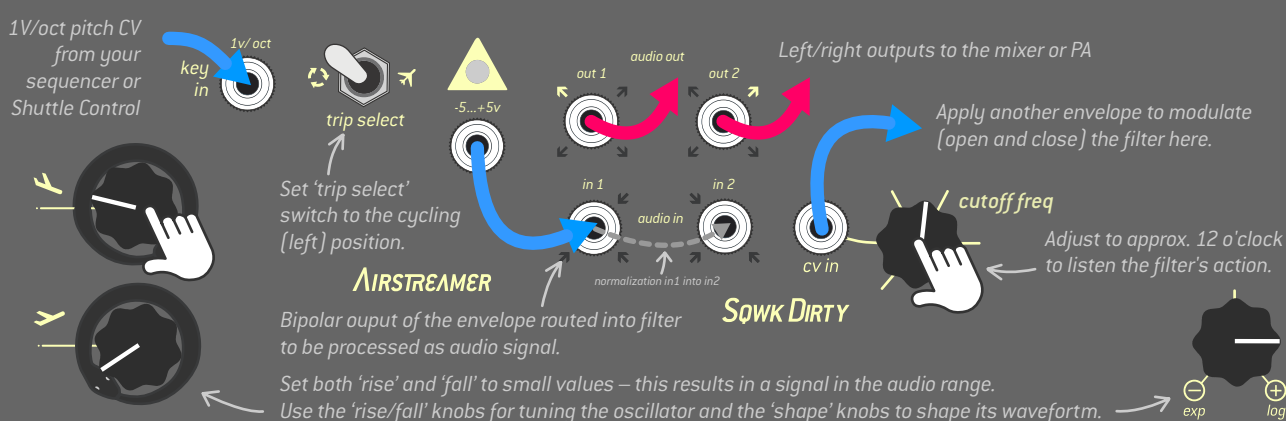 1V/oct pitch CV
from your
sequencer or
Shuttle Control
1v/ oct
key
in
trip select
Set ‘trip select’
switch to the cycling
(left) position.
-5...+5v
AIRSTREAMER
audio out
out 1
out 2
Left/right outputs to the mixer or PA
in 1
in 2
audio in
normalization in1 into in2
SQWK DIRTY
Apply another envelope to modulate
(open and close) the filter here.
cv in
cutoff freq
Adjust to approx. 12 o'clock
to listen the filter's action.
Bipolar ouput of the envelope routed into filter
to be processed as audio signal.
Set both ‘rise’ and ‘fall’ to small values – this results in a signal in the audio range.
Use the ‘rise/fall’ knobs for tuning the oscillator and the ‘shape’ knobs to shape its wavefortm.
exp
log